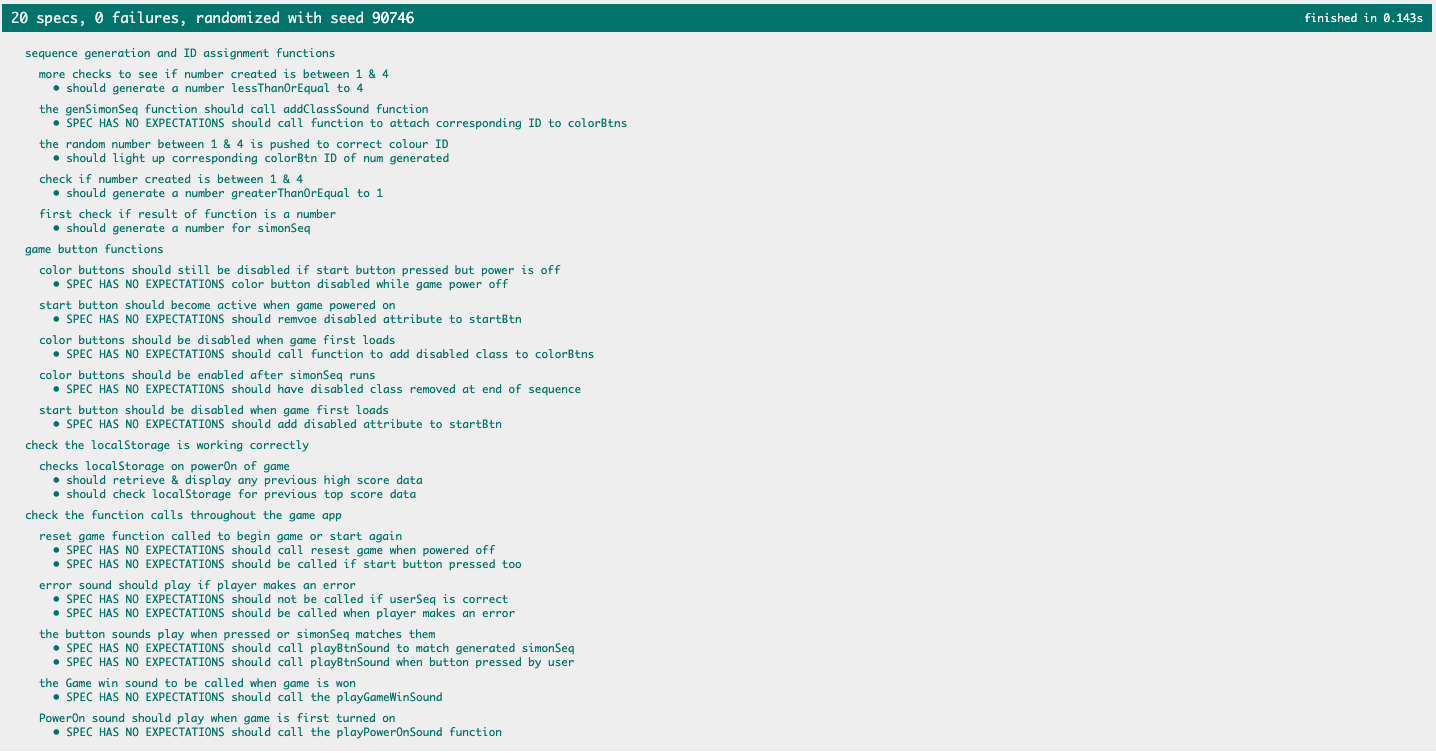 20 specs, 0 failures, randomized with seed 90746
finished in 0.143s
sequence generation and ID assignment functions
more checks to see if number created is between 1 & 4
• should generate a number lessThanOrEqual to 4
the genSimonSeq function should call addClassSound function
• SPEC HAS NO EXPECTATIONS should call function to attach corresponding ID to colorBtns
the random number between 1 & 4 is pushed to correct colour ID
• should light up corresponding colorBtn ID of num generated
check if number created is between 1 & 4
• should generate a number greaterThanOrEqual to 1
first check if result of function is a number
• should generate a number for simonSeq
game button functions
color buttons should still be disabled if start button pressed but power is off
• SPEC HAS NO EXPECTATIONS color button disabled while game power off
start button should become active when game powered on
• SPEC HAS NO EXPECTATIONS should remvoe disabled attribute to startBtn
color buttons should be disabled when game first loads
• SPEC HAS NO EXPECTATIONS should call function to add disabled class to colorBtns
color buttons should be enabled after simonSeq runs
• SPEC HAS NO EXPECTATIONS should have disabled class removed at end of sequence
start button should be disabled when game first loads
• SPEC HAS NO EXPECTATIONS should add disabled attribute to startBtn
check the localStorage is working correctly
checks localStorage on powerOn of game
• should retrieve & display any previous high score data
• should check localStorage for previous top score data
check the function calls throughout the game app
reset game function called to begin game or start again
• SPEC HAS NO EXPECTATIONS should call resest game when powered off
• SPEC HAS NO EXPECTATIONS should be called if start button pressed too
error sound should play if player makes an error
• SPEC HAS NO EXPECTATIONS should not be called if userSeq is correct
• SPEC HAS NO EXPECTATIONS should be called when player makes an error
the button sounds play when pressed or simonSeq matches them
• SPEC HAS NO EXPECTATIONS should call playBtnSound to match generated simonSeq
• SPEC HAS NO EXPECTATIONS should call playBtnSound when button pressed by user
the Game win sound to be called when game is won
• SPEC HAS NO EXPECTATIONS should call the playGameWinSound
PowerOn sound should play when game is first turned on
• SPEC HAS NO EXPECTATIONS should call the playPowerOnSound function